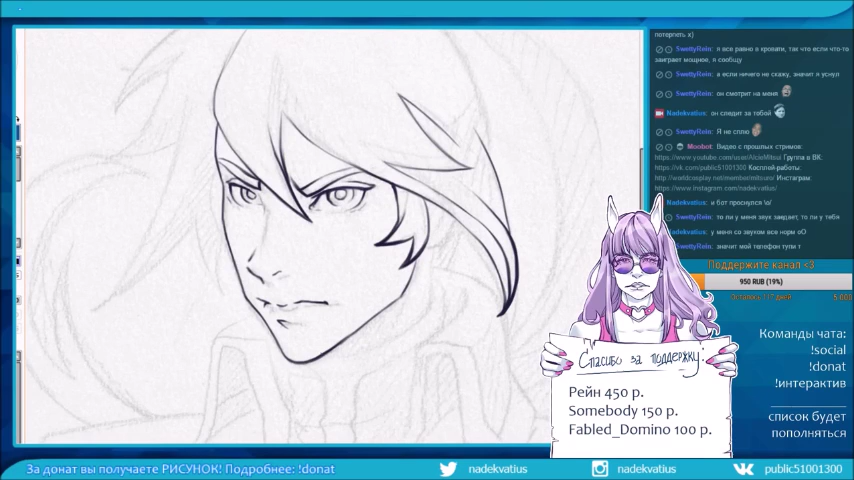 потерпеть х)
SwettyRein: я все равно в кровати, так что если что-то
заиграет мощное, я сообщу
SwettyRein: а если ничего не скажу, значит я уснул
SwettyRein: он смотрит на меня
Nadekvatius: он следит за тобой
SwettyRein: Я не сплю
Moobot: Видео с прошлых стримов:
https://www.youtube.com/user/AlcieMitsui Группа в ВК:
https://vk.com/public51001300 Косплей-работы:
http://worldcosplay.net/member/mitsuro/ Инстаграм:
https://www.instagram.com/nadekvatius/
Nadekvatius: и бот проснулся \о/
SwettyRein: то ли у меня звук заедает, то ли у тебя
adekvatius: у меня со звуком все норм оО
SwettyRein: значит мой телефон тупит
Поддержите канал <3
950 RUB (19%)
5 000
Команды чата:
!social
!donat
!интерактив
список будет
пополняться
Спасибо за поддержку:
Рейн 450 р.
Somebody 150 р.
Fabled_Domino 100 р.
За донат вы получаете РИСУНОК! Подробнее: !donat
nadekvatius
nadekvatius
public51001300